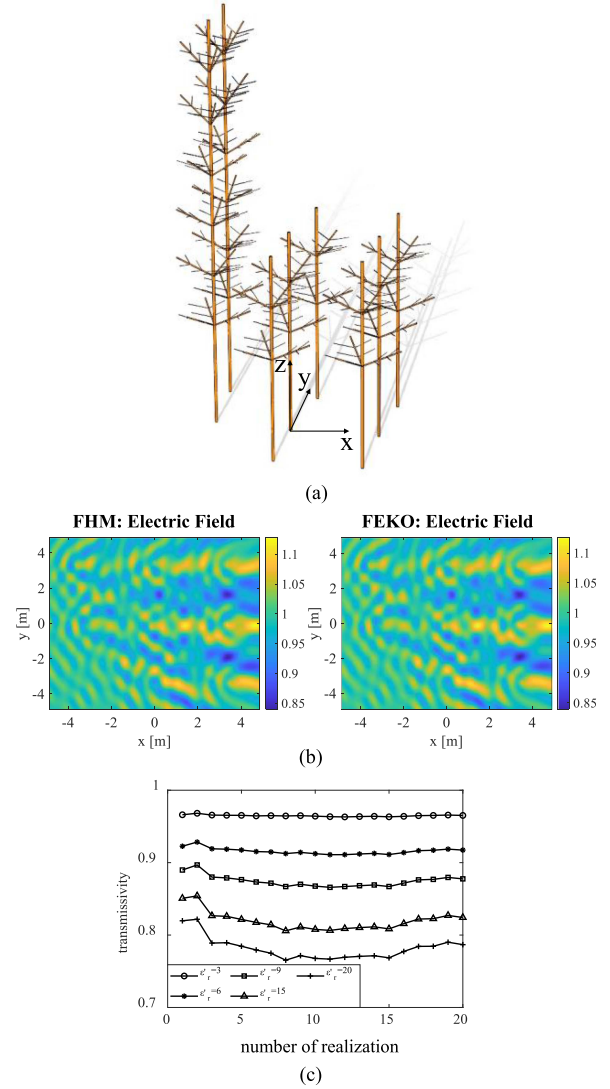 z
y
x
(a)
FHM: Electric Field
FEKO: Electric Field
4
2
0
-2
-4
y [m]
-4 -2 0 2 4
x [m]
1.1
1.05
1
0.95
0.9
0.85
4
2
0
-2
-4
y [m]
-4 -2 0 2 4
x [m]
1.1
1.05
1
0.95
0.9
0.85
(b)
1
0.9
0.8
0.7
transmissivity
ε'r=3 ε'r=9 ε'r=20
ε'r=6 ε'r=15
0 5 10 15 20
number of realization
(c)